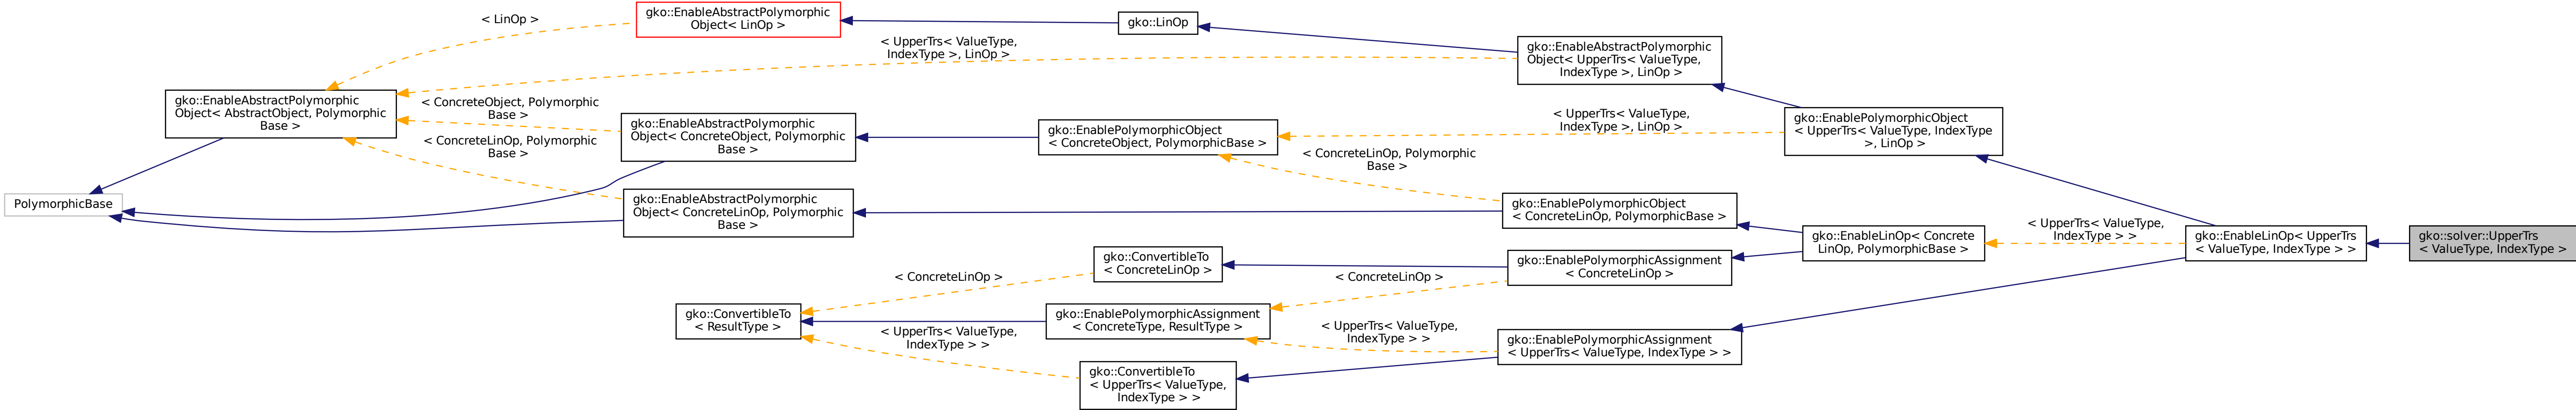 < LinOp >
gko::EnableAbstractPolymorphic
Object< LinOp >
gko::LinOp
< UpperTrs< ValueType,
IndexType >, LinOp >
gko::EnableAbstractPolymorphic
Object< UpperTrs< ValueType,
IndexType >, LinOp >
gko::EnableAbstractPolymorphic
Object< AbstractObject, Polymorphic
Base >
< ConcreteObject, Polymorphic
Base >
gko::EnableAbstractPolymorphic
Object< ConcreteObject, Polymorphic
Base >
gko::EnablePolymorphicObject
< ConcreteObject, PolymorphicBase >
< UpperTrs< ValueType,
IndexType >, LinOp >
gko::EnablePolymorphicObject
< UpperTrs< ValueType, IndexType
>, LinOp >
< ConcreteLinOp, Polymorphic
Base >
< ConcreteLinOp, Polymorphic
Base >
PolymorphicBase
gko::EnableAbstractPolymorphic
Object< ConcreteLinOp, Polymorphic
Base >
gko::EnablePolymorphicObject
< ConcreteLinOp, PolymorphicBase >
gko::EnableLinOp< Concrete
LinOp, PolymorphicBase >
< UpperTrs< ValueType,
IndexType > >
gko::EnableLinOp< UpperTrs
< ValueType, IndexType > >
gko::solver::UpperTrs
< ValueType, IndexType >
gko::ConvertibleTo
< ConcreteLinOp >
gko::EnablePolymorphicAssignment
< ConcreteLinOp >
< ConcreteLinOp >
< ConcreteLinOp >
gko::ConvertibleTo
< ResultType >
gko::EnablePolymorphicAssignment
< ConcreteType, ResultType >
< UpperTrs< ValueType,
IndexType > >
< UpperTrs< ValueType,
IndexType > >
gko::EnablePolymorphicAssignment
< UpperTrs< ValueType, IndexType > >
gko::ConvertibleTo
< UpperTrs< ValueType,
IndexType > >